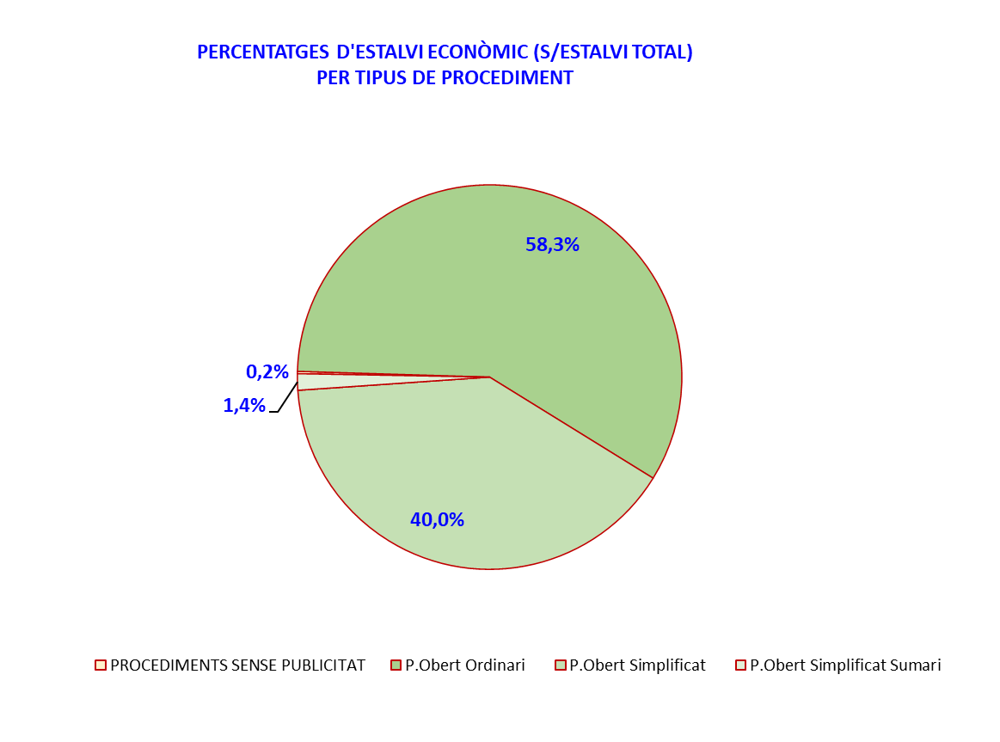 PERCENTATGES D'ESTALVI ECONÒMIC (S/ESTALVI TOTAL)
PER TIPUS DE PROCEDIMENT
58,3%
0,2%
1,4%
40,0%
PROCEDIMENTS SENSE PUBLICITAT
P.Obert Ordinari
P.Obert Simplificat
P.Obert Simplificat Sumari